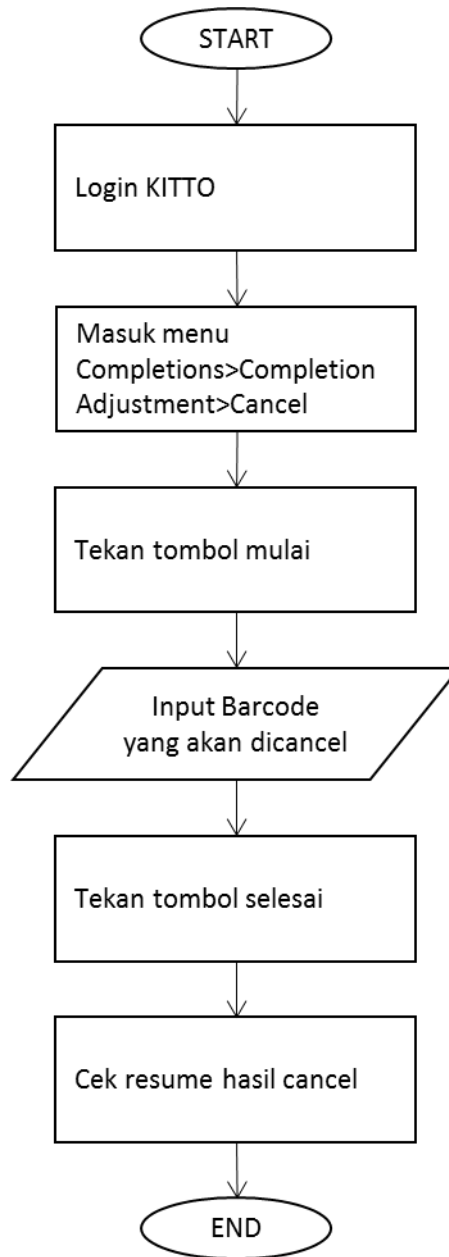 START
Login KITTO
Masuk menu
Completions>Completion
Adjustment>Cancel
Tekan tombol mulai
Input Barcode
yang akan dicancel
Tekan tombol selesai
Cek resume hasil cancel
END